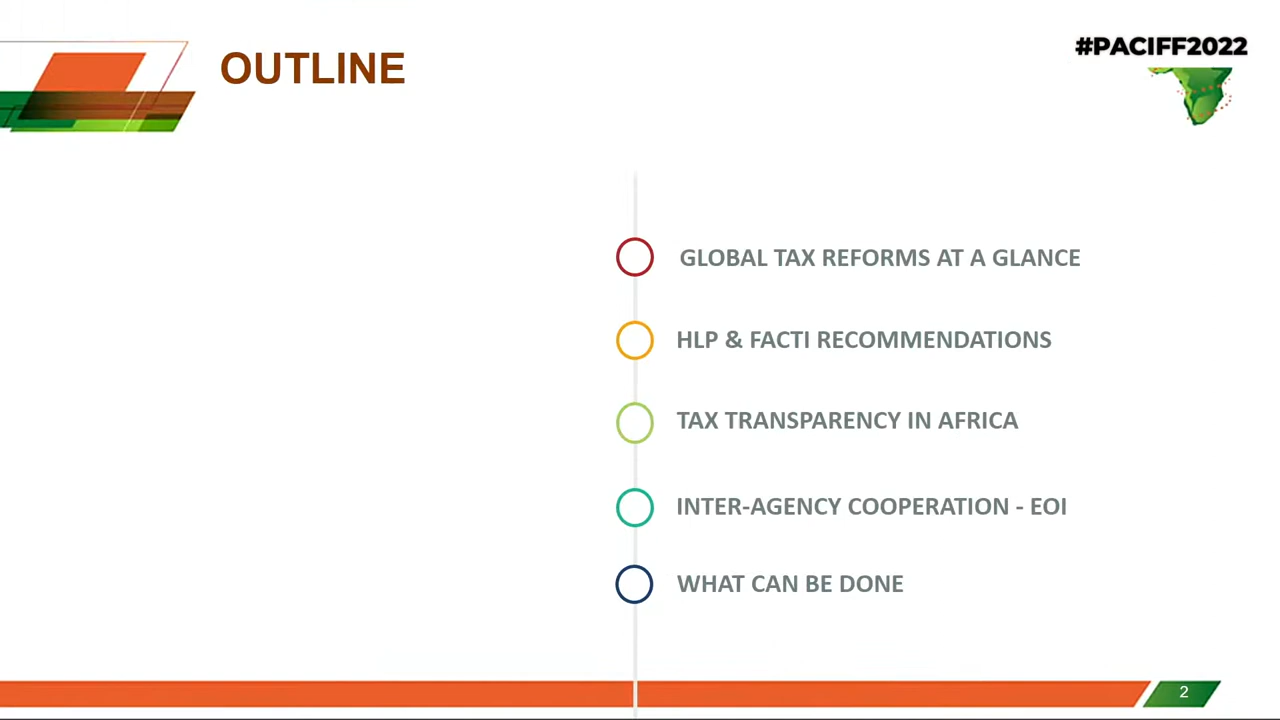 OUTLINE
#PACIFF2022
GLOBAL TAX REFORMS AT A GLANCE
HLP & FACTI RECOMMENDATIONS
TAX TRANSPARENCY IN AFRICA
INTER-AGENCY COOPERATION - EOI
WHAT CAN BE DONE
2